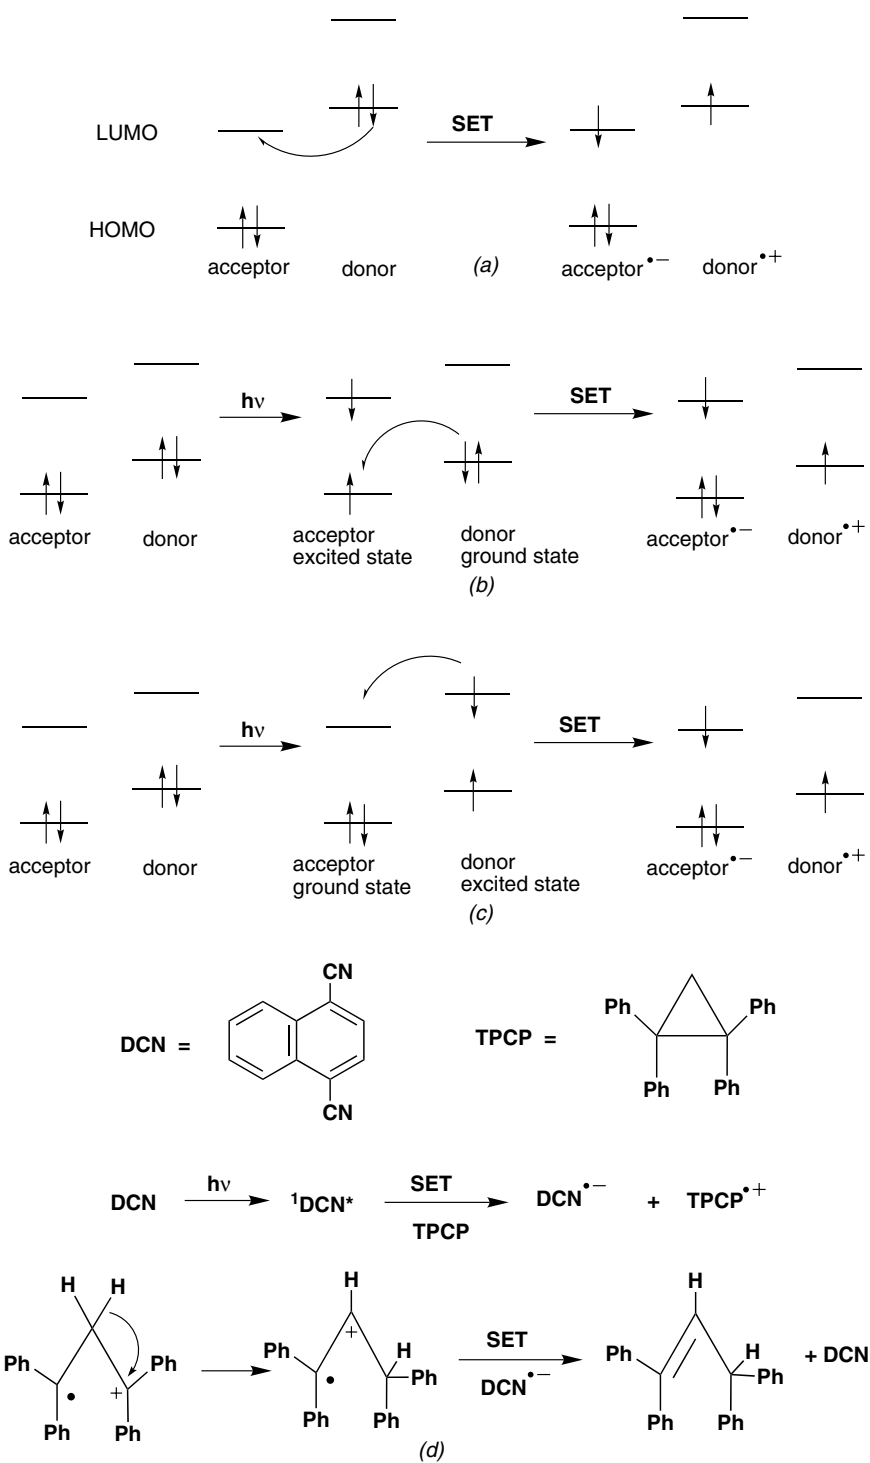 LUMO
SET
HOMO
acceptor donor (a) acceptor•− donor•+
hν SET
acceptor donor acceptor donor acceptor•− donor•+
excited state ground state
(b)
hν SET
acceptor donor acceptor donor acceptor•− donor•+
ground state excited state
(c)
CN
DCN =
CN
TPCP =
Ph Ph
Ph Ph
hν SET
DCN ¹DCN* DCN•− + TPCP•+
TPCP
H H
Ph Ph
• +
Ph Ph
H
+
Ph H
• Ph
Ph Ph
SET
DCN•−
H
Ph H
Ph
Ph Ph
+ DCN
(d)